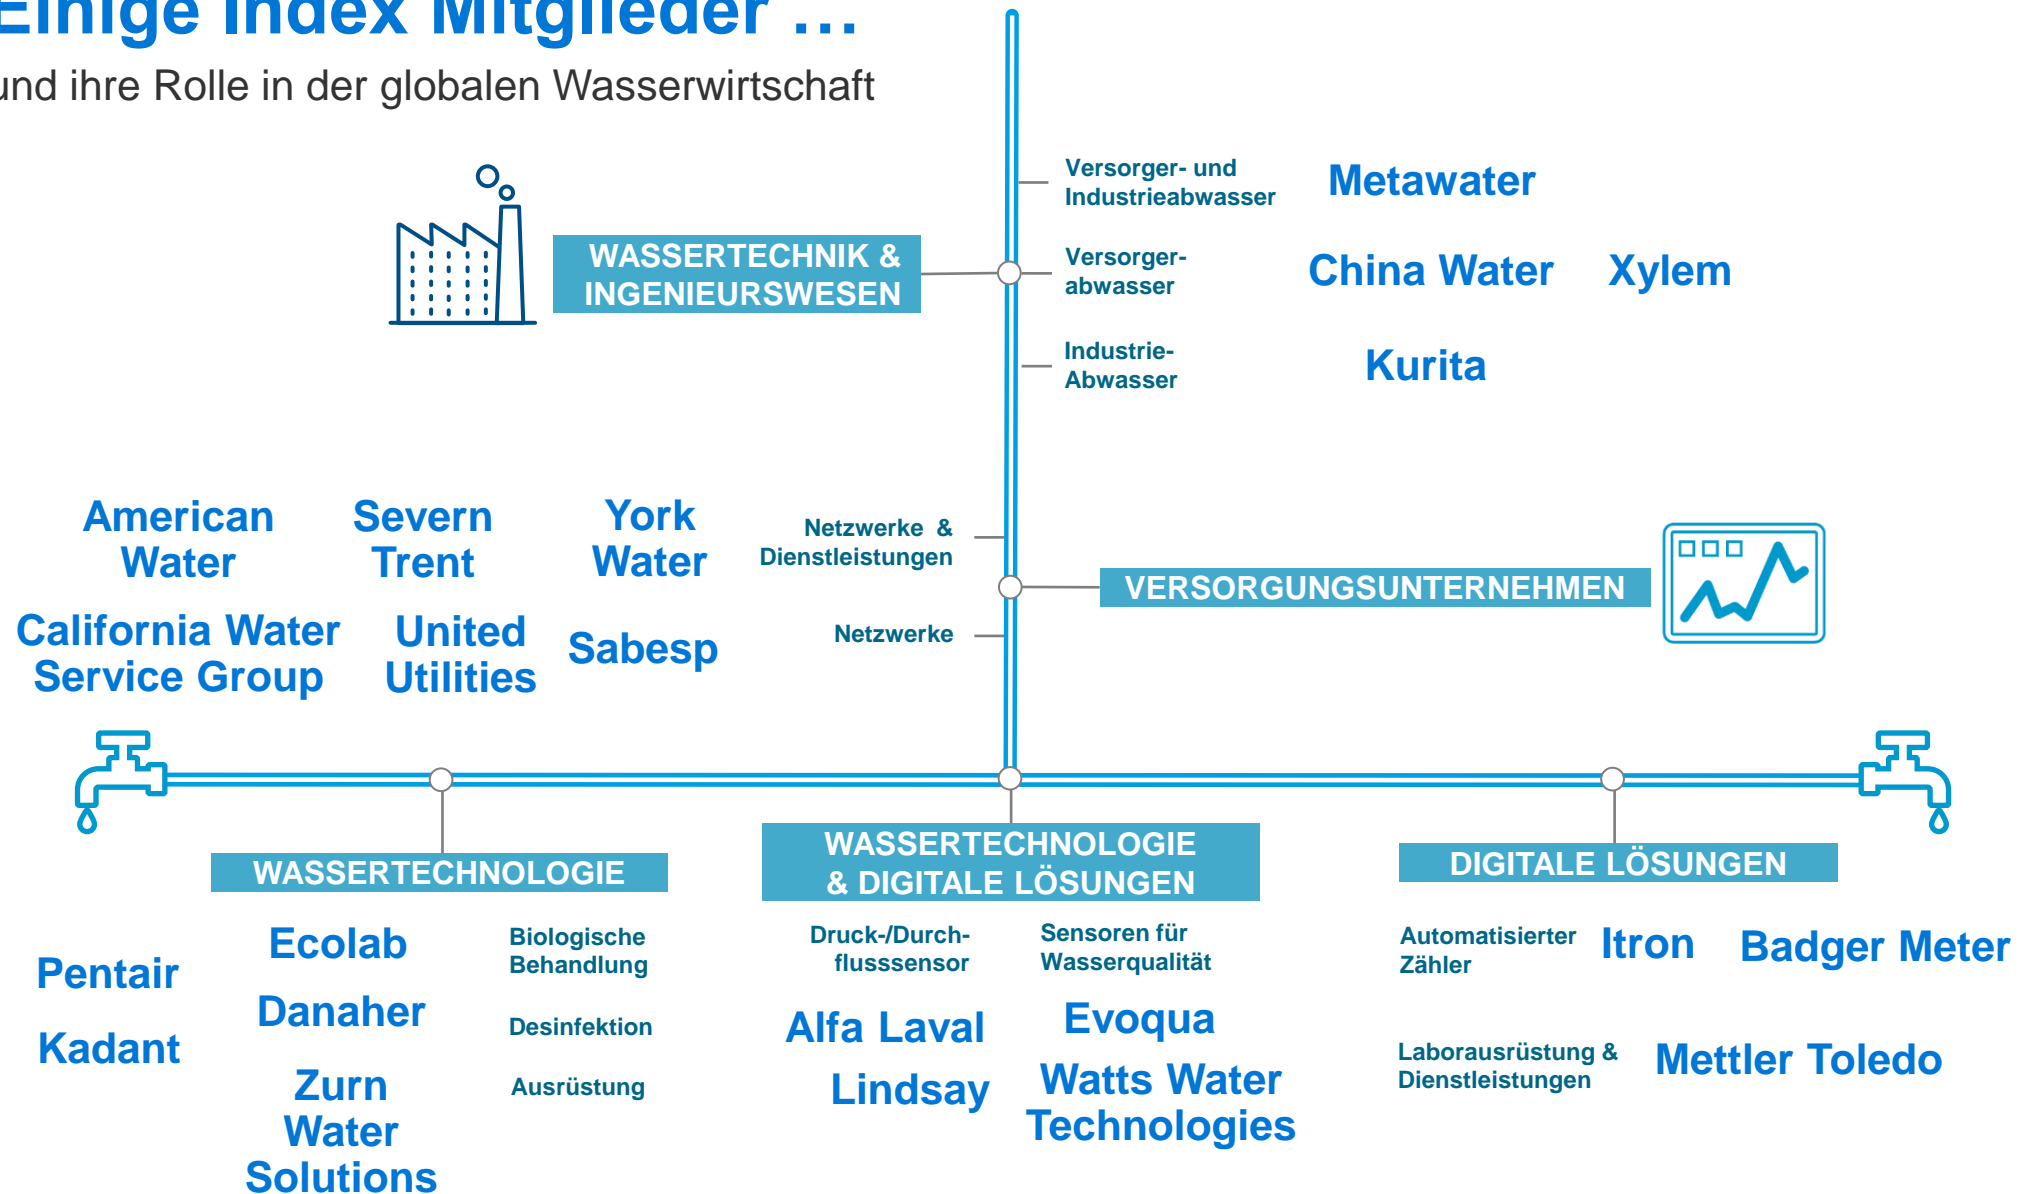 Einige Index Mitglieder …
und ihre Rolle in der globalen Wasserwirtschaft
WASSERTECHNIK &
INGENIEURSWESEN
Versorger- und
Industrieabwasser
Metawater
Versorger-
abwasser
China Water
Xylem
Industrie-
Abwasser
Kurita
American
Water
Severn
Trent
York
Water
Netzwerke &
Dienstleistungen
VERSORGUNGSUNTERNEHMEN
California Water
Service Group
United
Utilities
Sabesp
Netzwerke
WASSERTECHNOLOGIE
Pentair
Kadant
Ecolab
Danaher
Zurn
Water
Solutions
Biologische
Behandlung
Desinfektion
Ausrüstung
WASSERTECHNOLOGIE
& DIGITALE LÖSUNGEN
Druck-/Durch-
flusssensor
Alfa Laval
Lindsay
Sensoren für
Wasserqualität
Evoqua
Watts Water
Technologies
DIGITALE LÖSUNGEN
Automatisierter
Zähler
Itron
Badger Meter
Laborausrüstung &
Dienstleistungen
Mettler Toledo